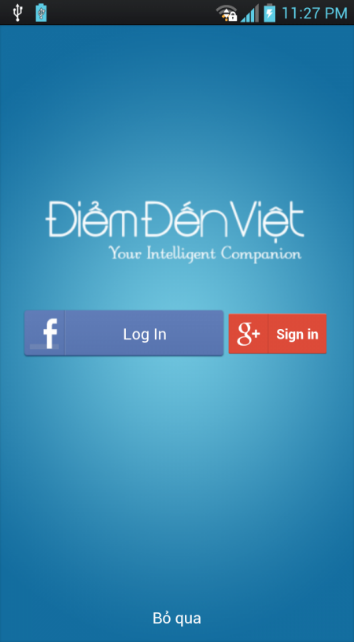 11:27 PM
ĐiểmĐếnViệt
Your Intelligent Companion
f Log In
g+ Sign in
Bỏ qua